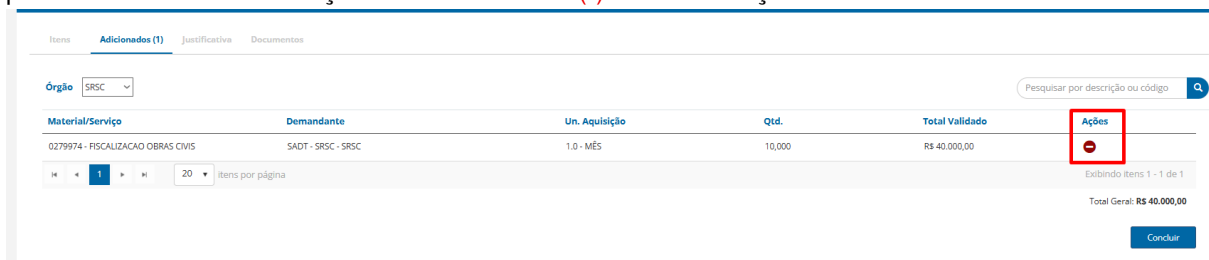 Itens Adicionados (1) Justificativa Documentos
Órgão SRSC Pesquisar por descrição ou código
Material/Serviço Demandante Un. Aquisição Qtd. Total Validado Ações
0279974 - FISCALIZACAO OBRAS CIVIS SADT - SRSC - SRSC 1.0 - MÊS 10,000 R$ 40.000,00
1 20 itens por página Exibindo itens 1 - 1 de 1
Total Geral: R$ 40.000,00
Concluir